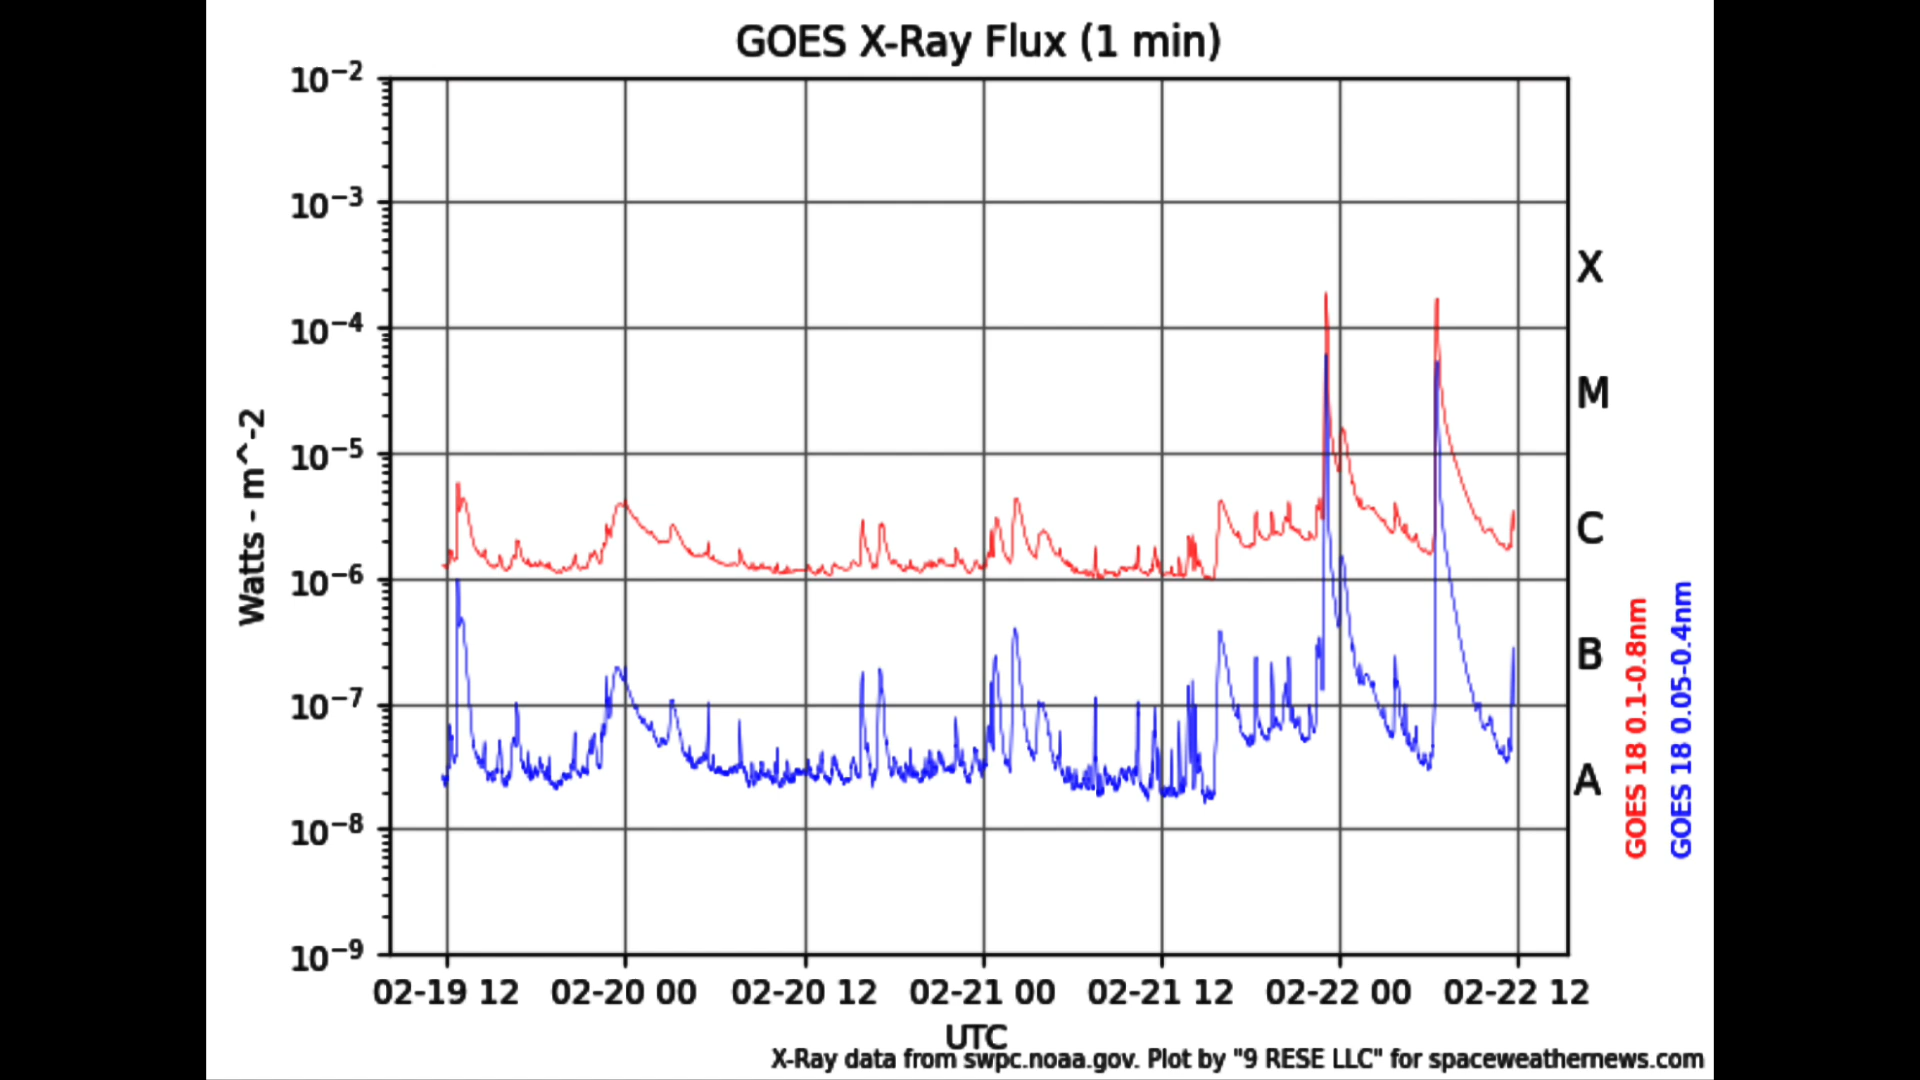 GOES X-Ray Flux (1 min)
10⁻²
10⁻³
10⁻⁴
10⁻⁵
10⁻⁶
10⁻⁷
10⁻⁸
10⁻⁹
Watts - m^-2
X
M
C
B
A
GOES 18 0.1-0.8nm
GOES 18 0.05-0.4nm
02-19 12 02-20 00 02-20 12 02-21 00 02-21 12 02-22 00 02-22 12
UTC
X-Ray data from swpc.noaa.gov. Plot by "9 RESE LLC" for spaceweathernews.com